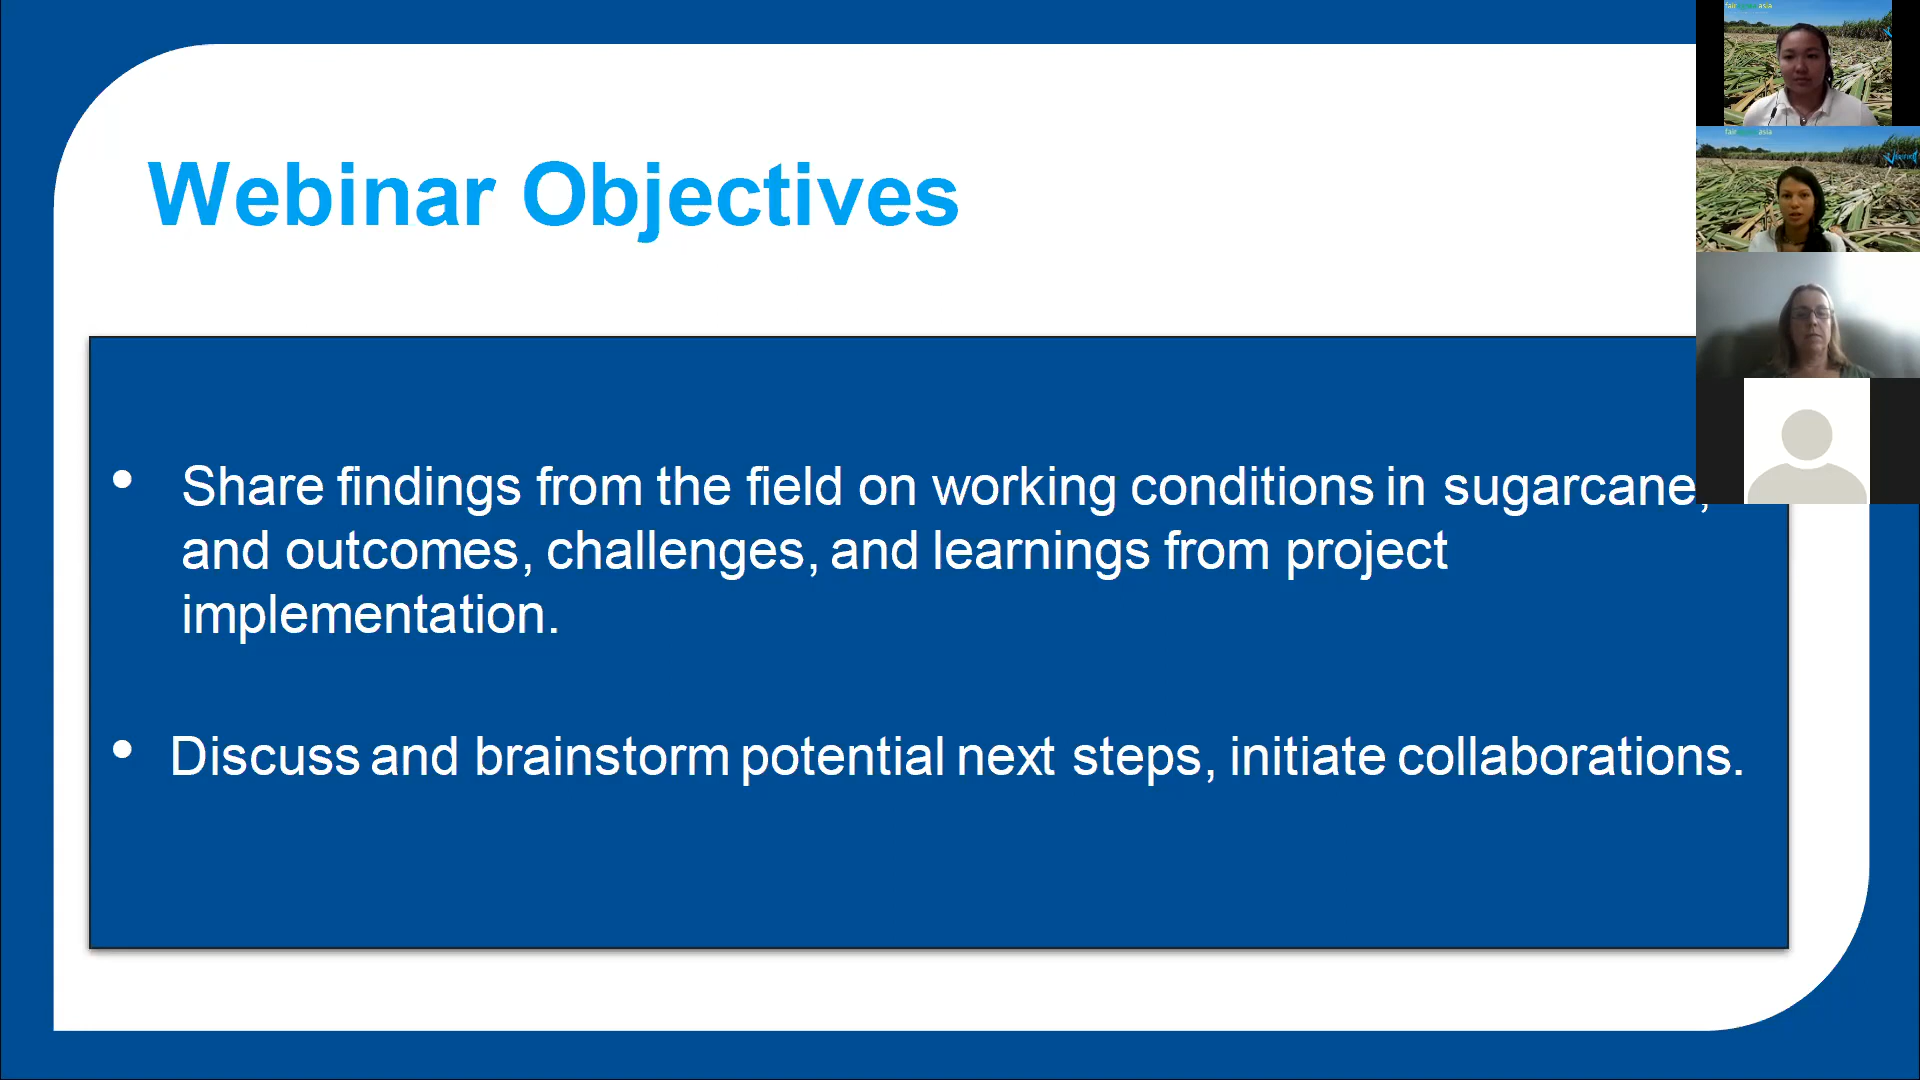 Webinar Objectives
• Share findings from the field on working conditions in sugarcane,
and outcomes, challenges, and learnings from project
implementation.
• Discuss and brainstorm potential next steps, initiate collaborations.